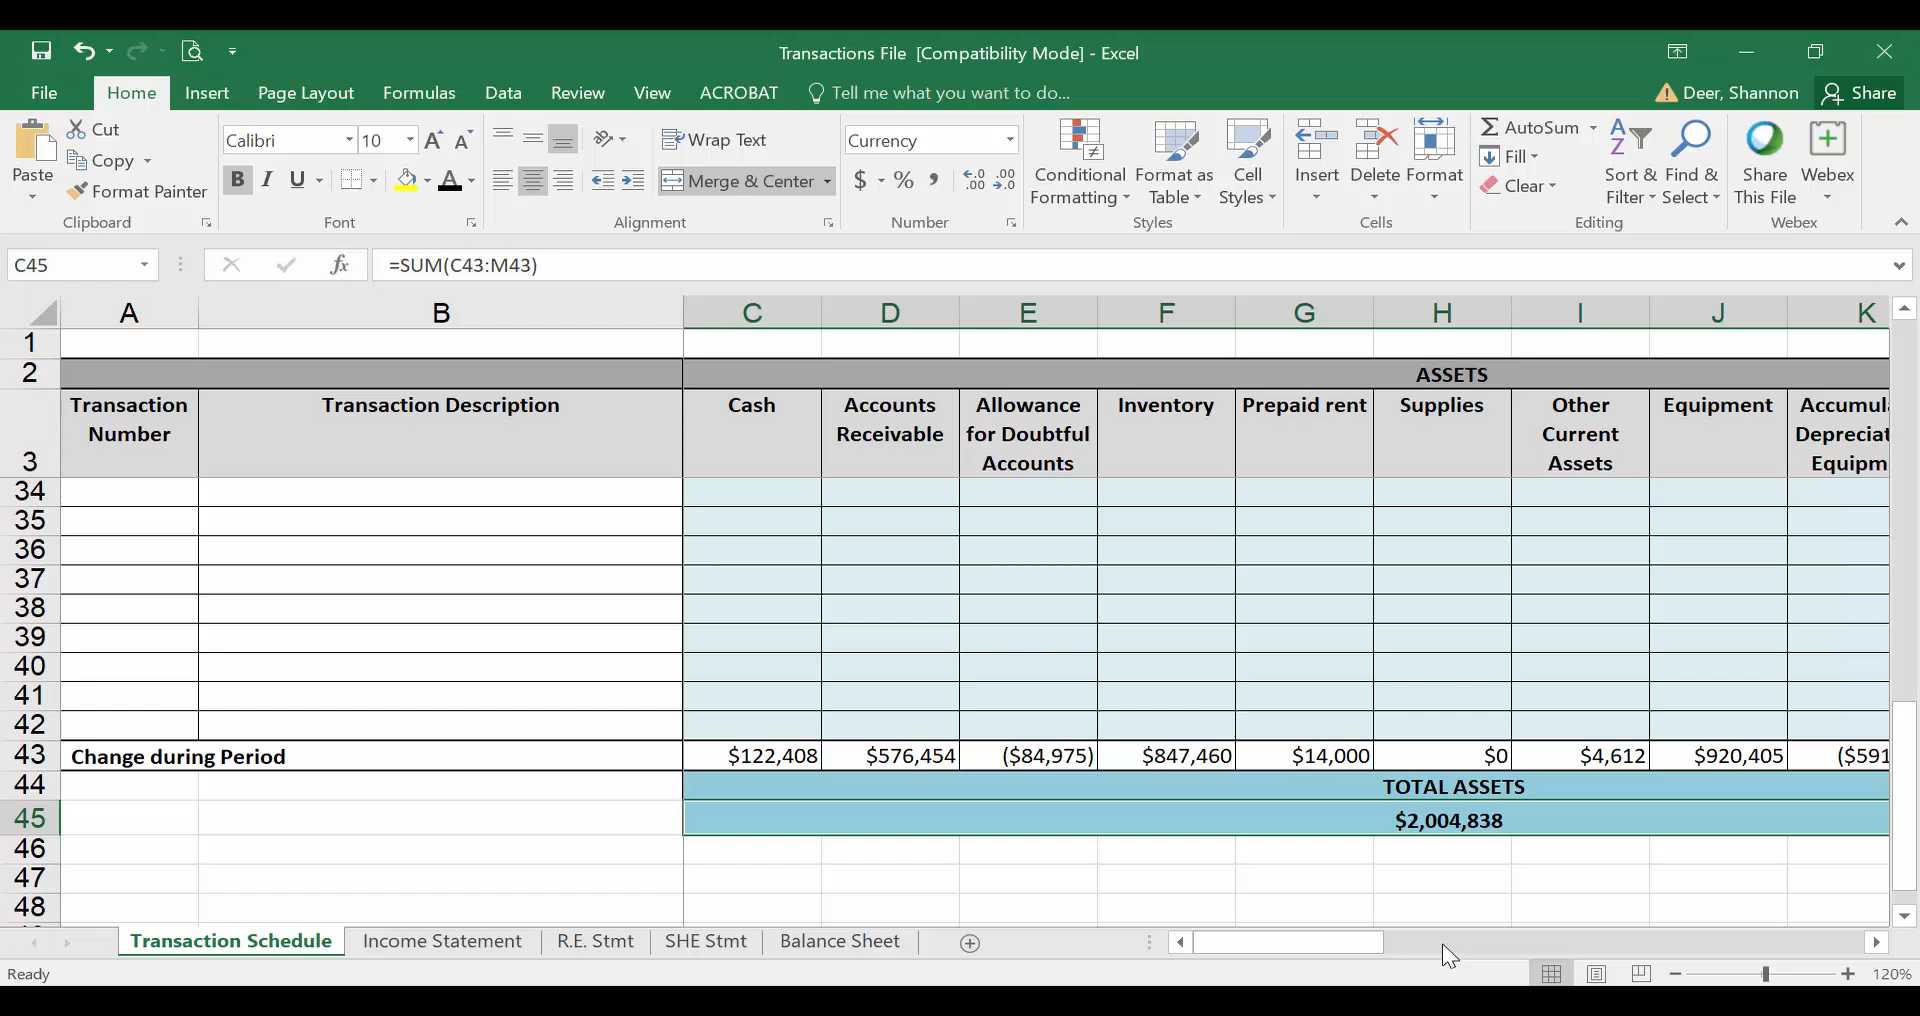 Transactions File [Compatibility Mode] - Excel
File Home Insert Page Layout Formulas Data Review View ACROBAT Tell me what you want to do... Deer, Shannon Share
Paste
Cut
Copy
Format Painter
Clipboard
Calibri 10
B I U A
Font
Wrap Text
Merge & Center
Alignment
Currency
$ % , .0 .00
Number
Conditional Formatting
Format as Table
Cell Styles
Styles
Insert Delete Format
Cells
AutoSum
Fill
Clear
Sort & Filter
Find & Select
Editing
Share This File
Webex
Webex
C45 fx =SUM(C43:M43)
A B C D E F G H I J K
1
2 ASSETS
3 Transaction Number Transaction Description Cash Accounts Receivable Allowance for Doubtful Accounts Inventory Prepaid rent Supplies Other Current Assets Equipment Accumul Depreciat Equipm
34
35
36
37
38
39
40
41
42
43 Change during Period $122,408 $576,454 ($84,975) $847,460 $14,000 $0 $4,612 $920,405 ($591
44 TOTAL ASSETS
45 $2,004,838
46
47
48
Transaction Schedule Income Statement R.E. Stmt SHE Stmt Balance Sheet
Ready 120%